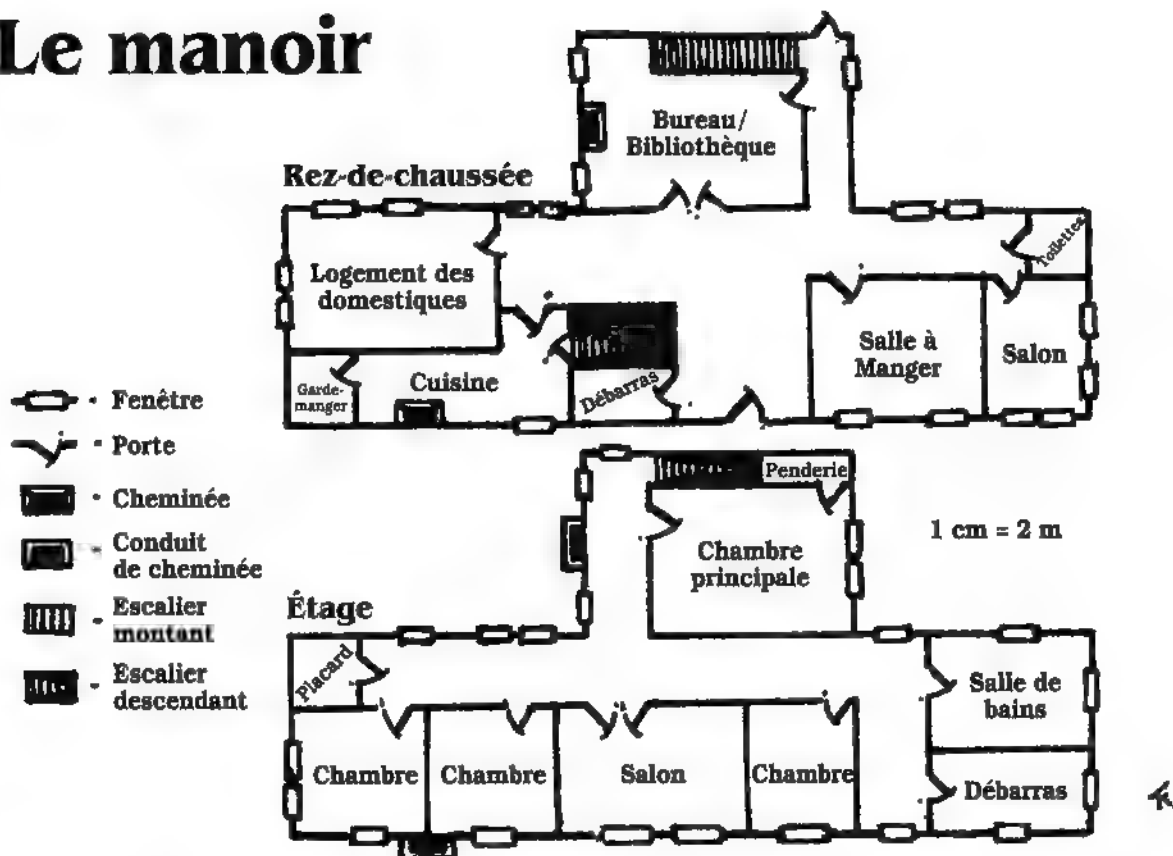 Le manoir
Rez-de-chaussée
Bureau/
Bibliothèque
Logement des
domestiques
Toilettes
Salle à
Manger
Salon
Garde-
manger
Cuisine
Débarras
- Fenêtre
- Porte
- Cheminée
- Conduit
de cheminée
- Escalier
montant
- Escalier
descendant
Penderie
Chambre
principale
1 cm = 2 m
Étage
Placard
Salle de
bains
Chambre
Chambre
Salon
Chambre
Débarras